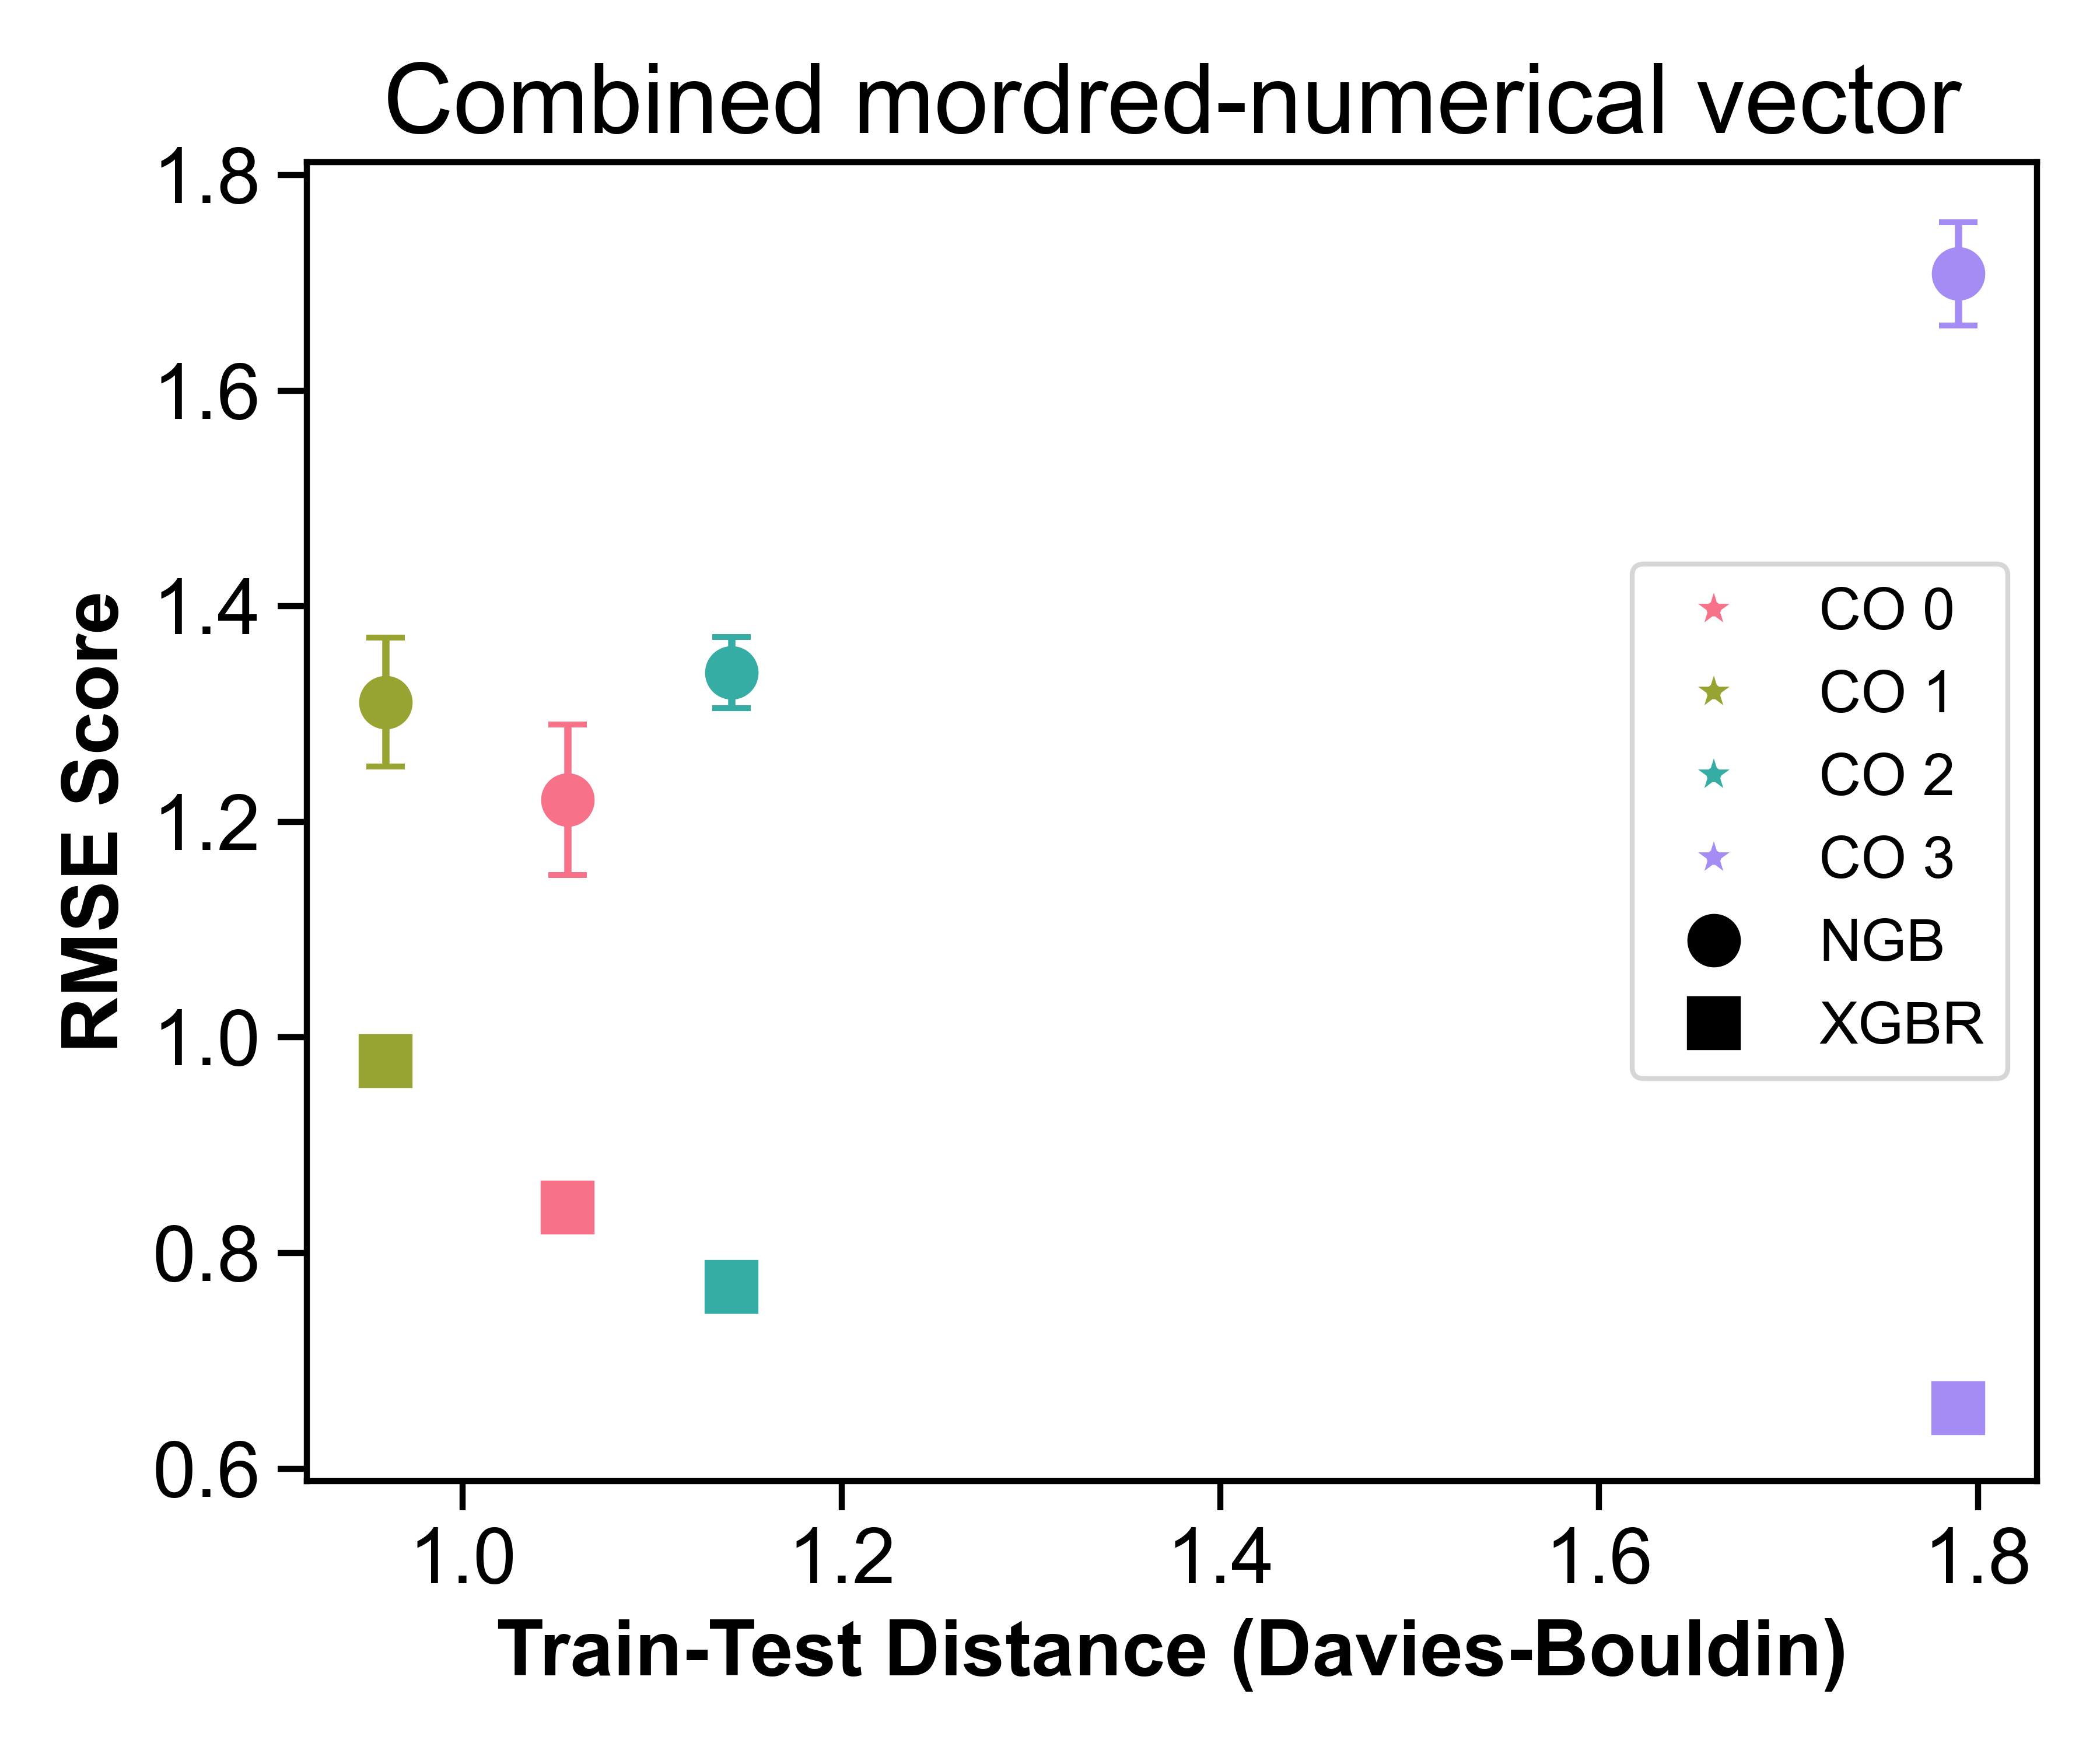 Combined mordred-numerical vector
1.8
1.6
1.4
1.2
1.0
0.8
0.6
RMSE Score
CO 0
CO 1
CO 2
CO 3
NGB
XGBR
1.0 1.2 1.4 1.6 1.8
Train-Test Distance (Davies-Bouldin)